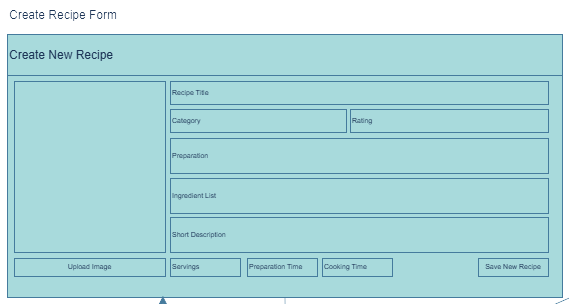 Create Recipe Form
Create New Recipe
Recipe Title
Category
Rating
Preparation
Ingredient List
Short Description
Upload Image
Servings
Preparation Time
Cooking Time
Save New Recipe